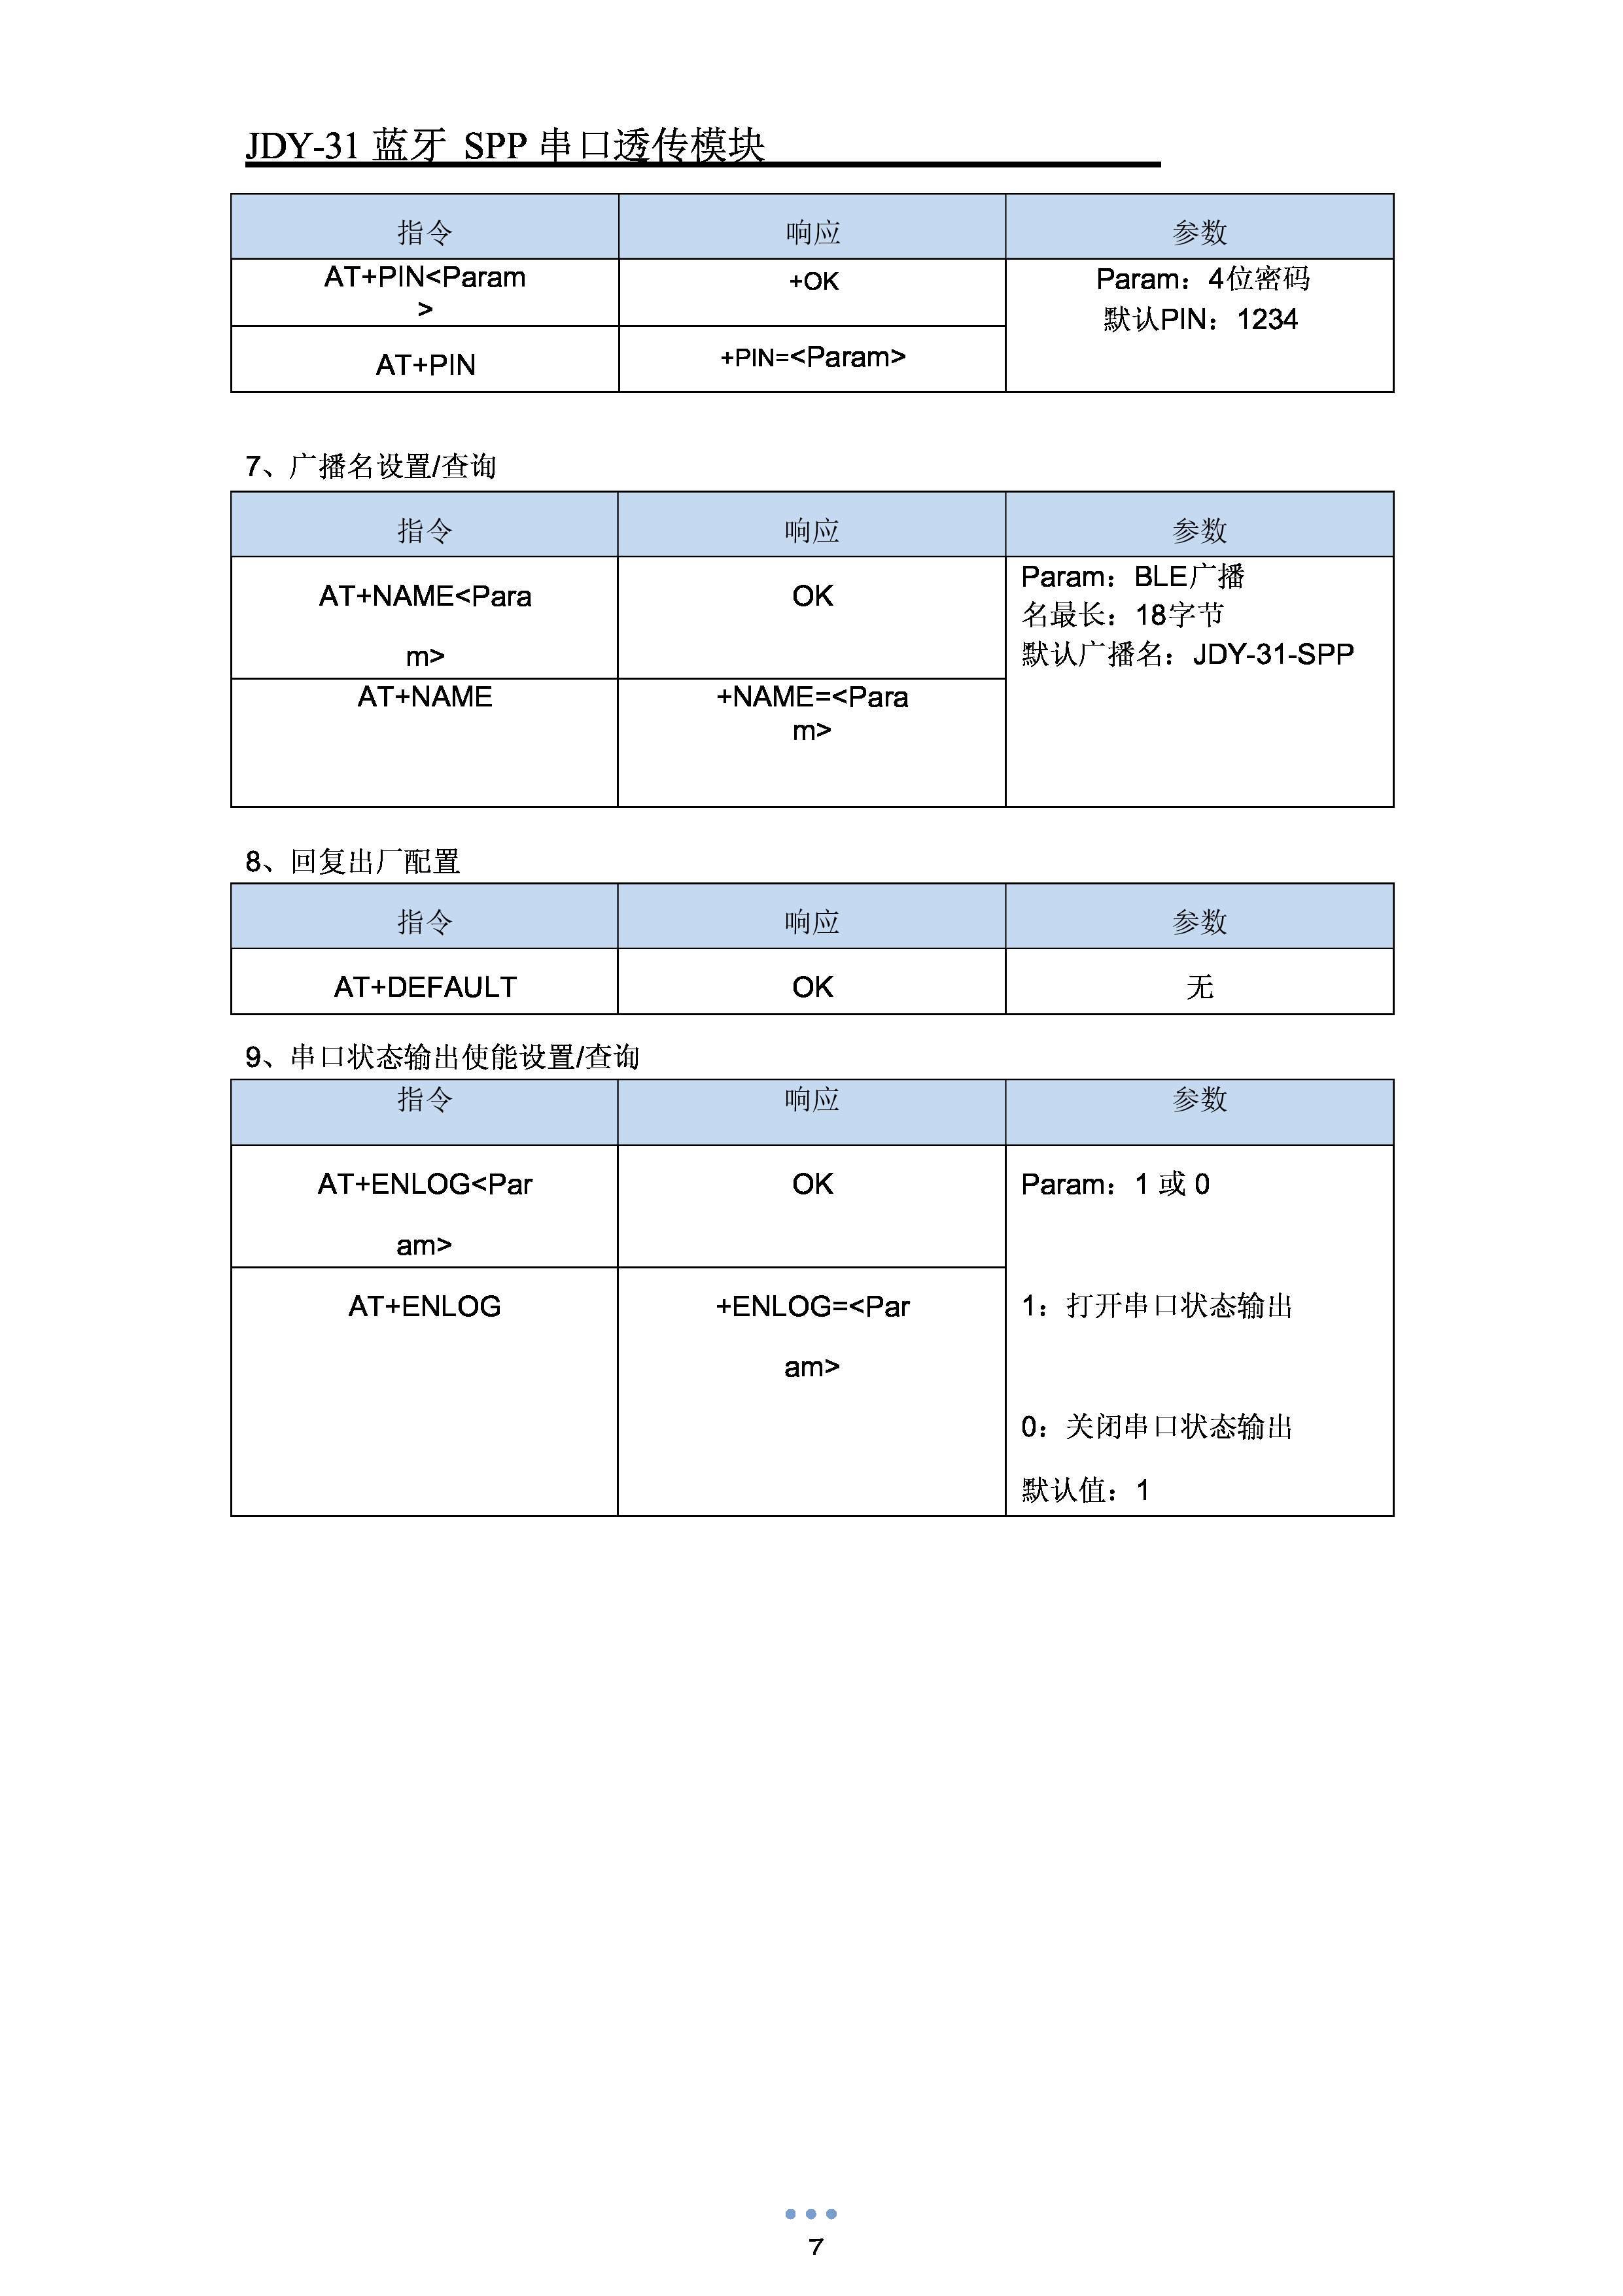 JDY-31 蓝牙 SPP 串口透传模块
指令 响应 参数
AT+PIN<Param
>
+OK
Param：4位密码
默认PIN：1234
AT+PIN
+PIN=<Param>
7、广播名设置/查询
指令 响应 参数
AT+NAME<Para
m>
OK
Param：BLE广播
名最长：18字节
默认广播名：JDY-31-SPP
AT+NAME
+NAME=<Para
m>
8、回复出厂配置
指令 响应 参数
AT+DEFAULT OK 无
9、串口状态输出使能设置/查询
指令 响应 参数
AT+ENLOG<Par
am>
OK
Param：1 或 0
AT+ENLOG
+ENLOG=<Par
am>
1：打开串口状态输出
0：关闭串口状态输出
默认值：1
7